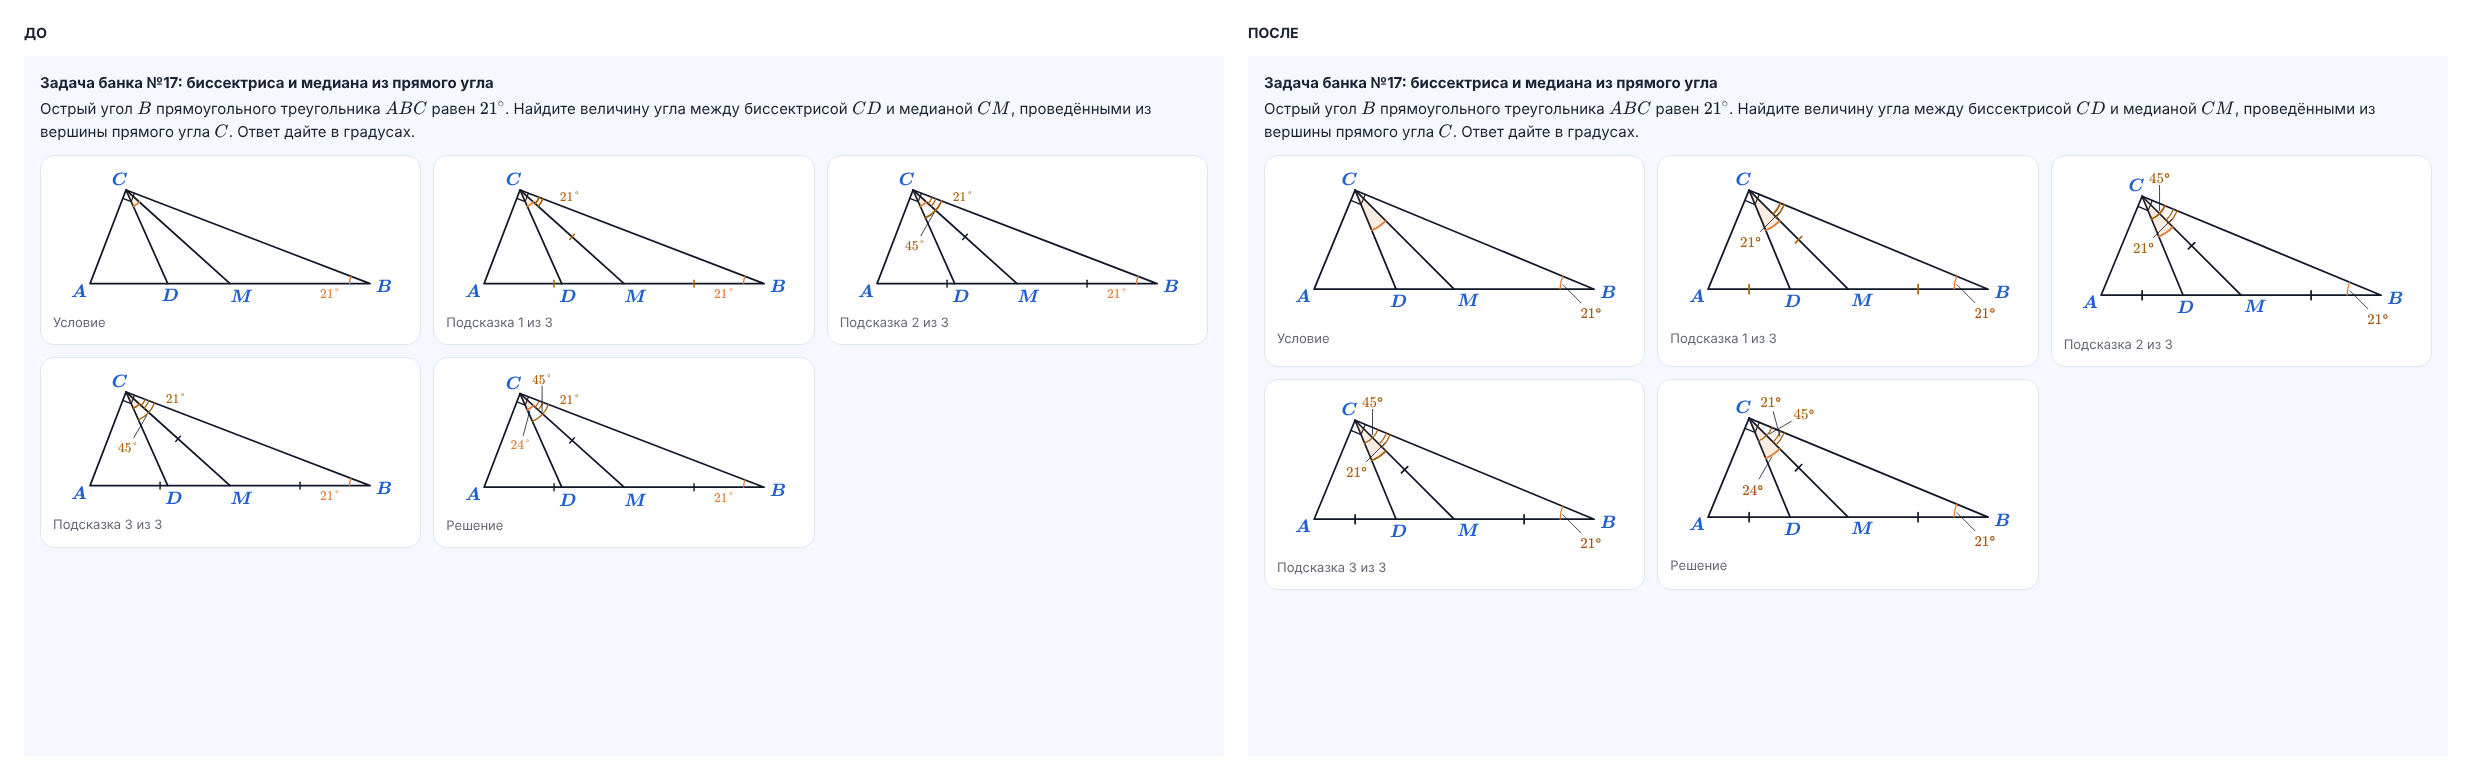 ДО
Задача банка №17: биссектриса и медиана из прямого угла
Острый угол B прямоугольного треугольника ABC равен 21°. Найдите величину угла между биссектрисой CD и медианой CM, проведёнными из
вершины прямого угла C. Ответ дайте в градусах.
C
A D M 21° B
Условие
C 21°
A D M 21° B
Подсказка 1 из 3
C 21°
45°
A D M 21° B
Подсказка 2 из 3
C 21°
45°
A D M 21° B
Подсказка 3 из 3
C 45° 21°
24°
A D M 21° B
Решение
ПОСЛЕ
Задача банка №17: биссектриса и медиана из прямого угла
Острый угол B прямоугольного треугольника ABC равен 21°. Найдите величину угла между биссектрисой CD и медианой CM, проведёнными из
вершины прямого угла C. Ответ дайте в градусах.
C
A D M B
21°
Условие
C
21°
A D M B
21°
Подсказка 1 из 3
C 45°
21°
A D M B
21°
Подсказка 2 из 3
C 45°
21°
A D M B
21°
Подсказка 3 из 3
C 21° 45°
24°
A D M B
21°
Решение